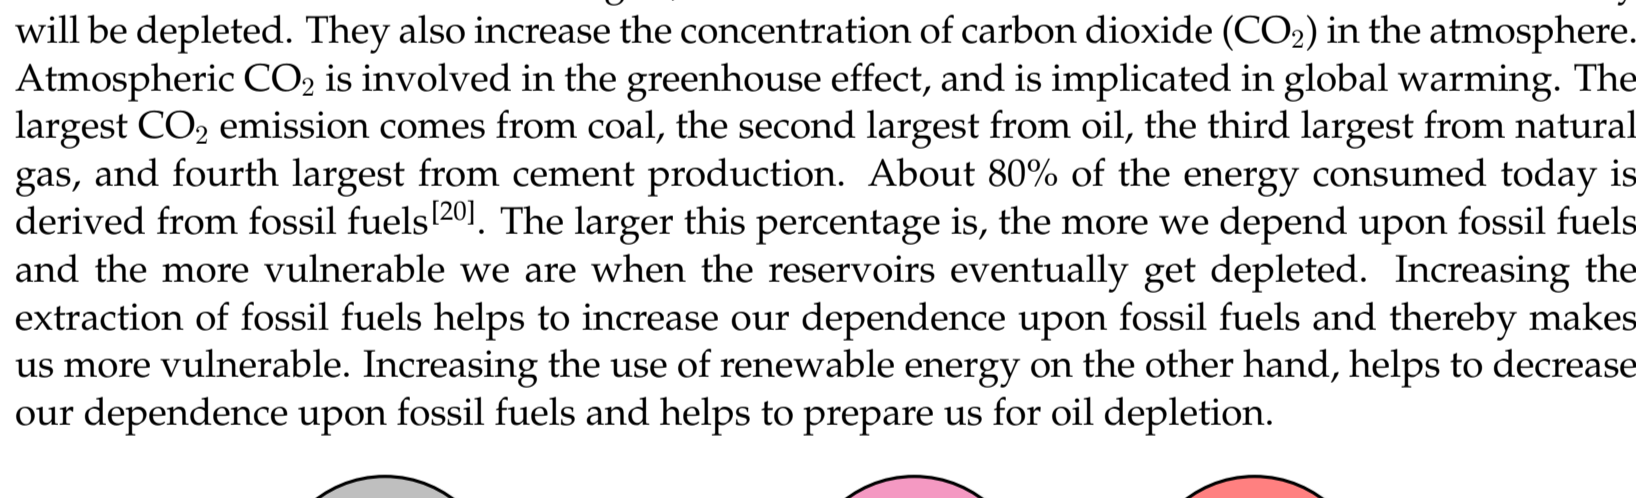 will be depleted. They also increase the concentration of carbon dioxide (CO₂) in the atmosphere.
Atmospheric CO₂ is involved in the greenhouse effect, and is implicated in global warming. The
largest CO₂ emission comes from coal, the second largest from oil, the third largest from natural
gas, and fourth largest from cement production. About 80% of the energy consumed today is
derived from fossil fuels[20]. The larger this percentage is, the more we depend upon fossil fuels
and the more vulnerable we are when the reservoirs eventually get depleted. Increasing the
extraction of fossil fuels helps to increase our dependence upon fossil fuels and thereby makes
us more vulnerable. Increasing the use of renewable energy on the other hand, helps to decrease
our dependence upon fossil fuels and helps to prepare us for oil depletion.